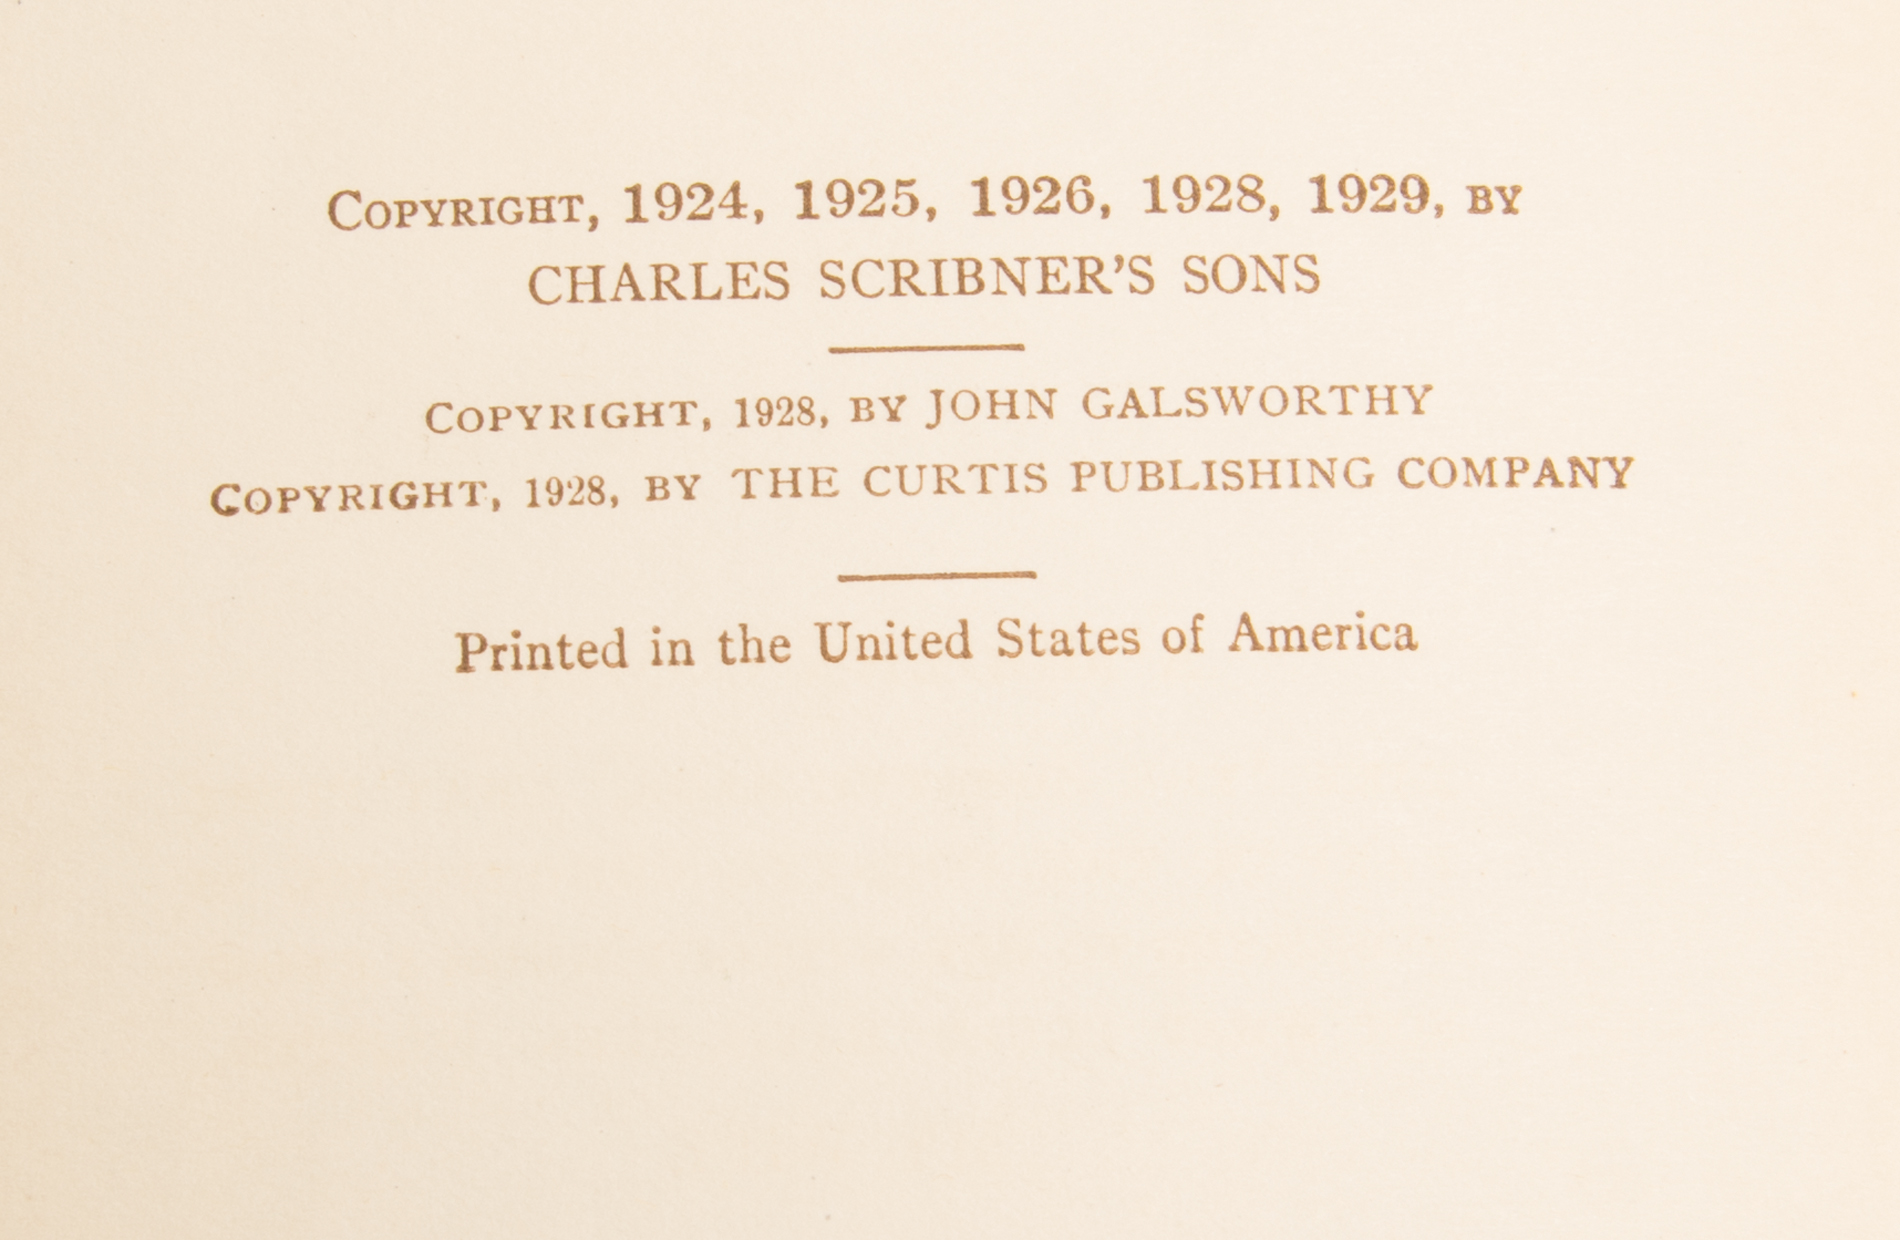 COPYRIGHT, 1924, 1925, 1926, 1928, 1929, BY
CHARLES SCRIBNER'S SONS
COPYRIGHT, 1928, BY JOHN GALSWORTHY
COPYRIGHT, 1928, BY THE CURTIS PUBLISHING COMPANY
Printed in the United States of America